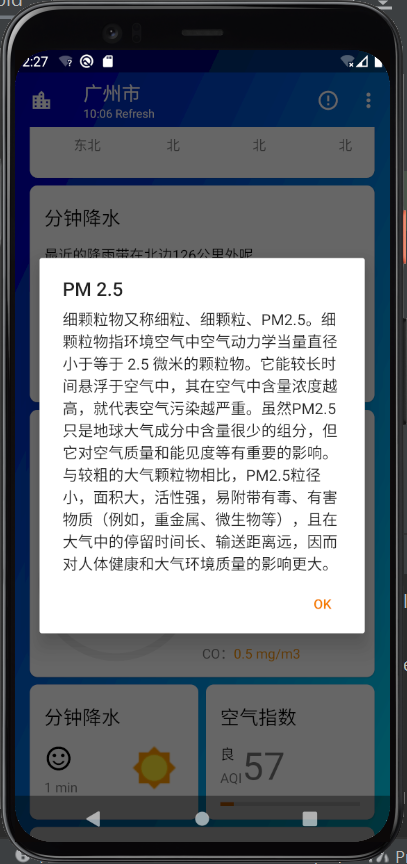 2:27
广州市
10:06 Refresh
东北 北 北 北
分钟降水
最近的降雨带在北边126公里外呢
PM 2.5
细颗粒物又称细粒、细颗粒、PM2.5。细
颗粒物指环境空气中空气动力学当量直径
小于等于 2.5 微米的颗粒物。它能较长时
间悬浮于空气中，其在空气中含量浓度越
高，就代表空气污染越严重。虽然PM2.5
只是地球大气成分中含量很少的组分，但
它对空气质量和能见度等有重要的影响。
与较粗的大气颗粒物相比，PM2.5粒径
小，面积大，活性强，易附带有毒、有害
物质（例如，重金属、微生物等），且在
大气中的停留时间长、输送距离远，因而
对人体健康和大气环境质量的影响更大。
OK
CO： 0.5 mg/m3
分钟降水
1 min
空气指数
良
AQI 57